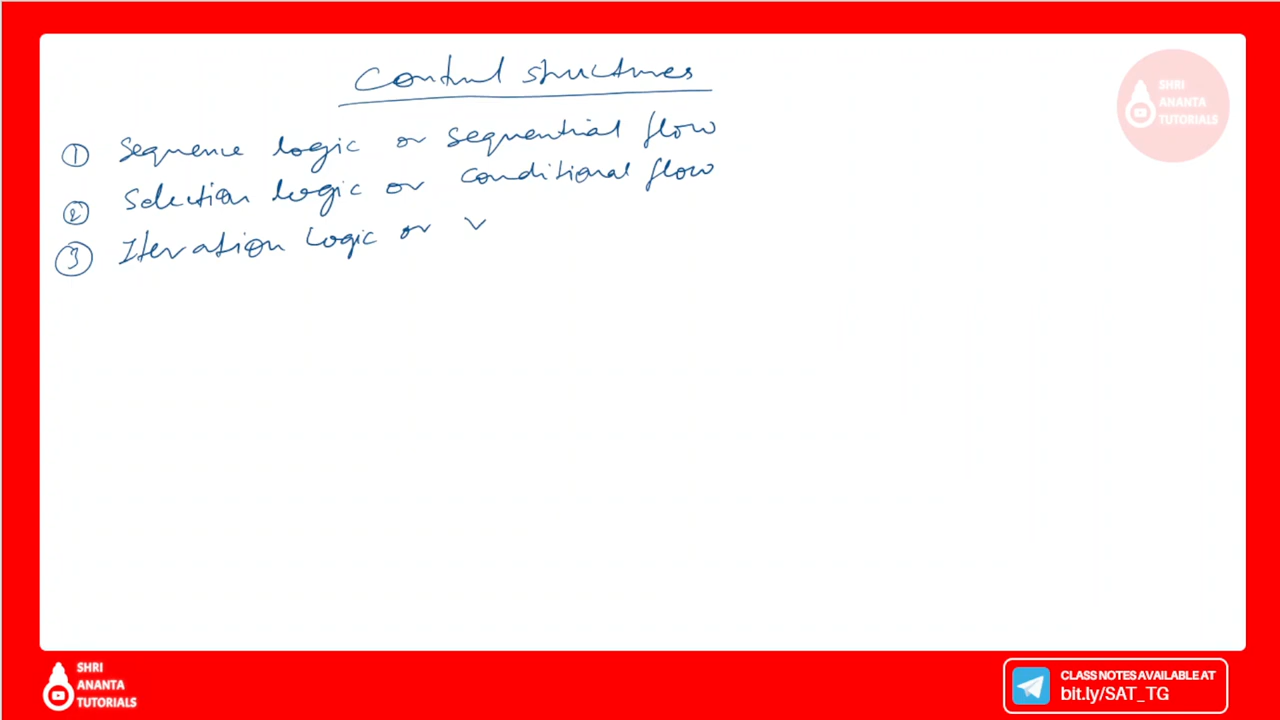 Control structures
① Sequence logic or sequential flow
② Selection logic or conditional flow
③ Iteration Logic or
SHRI
ANANTA
TUTORIALS
SHRI
ANANTA
TUTORIALS
CLASS NOTES AVAILABLE AT
bit.ly/SAT_TG